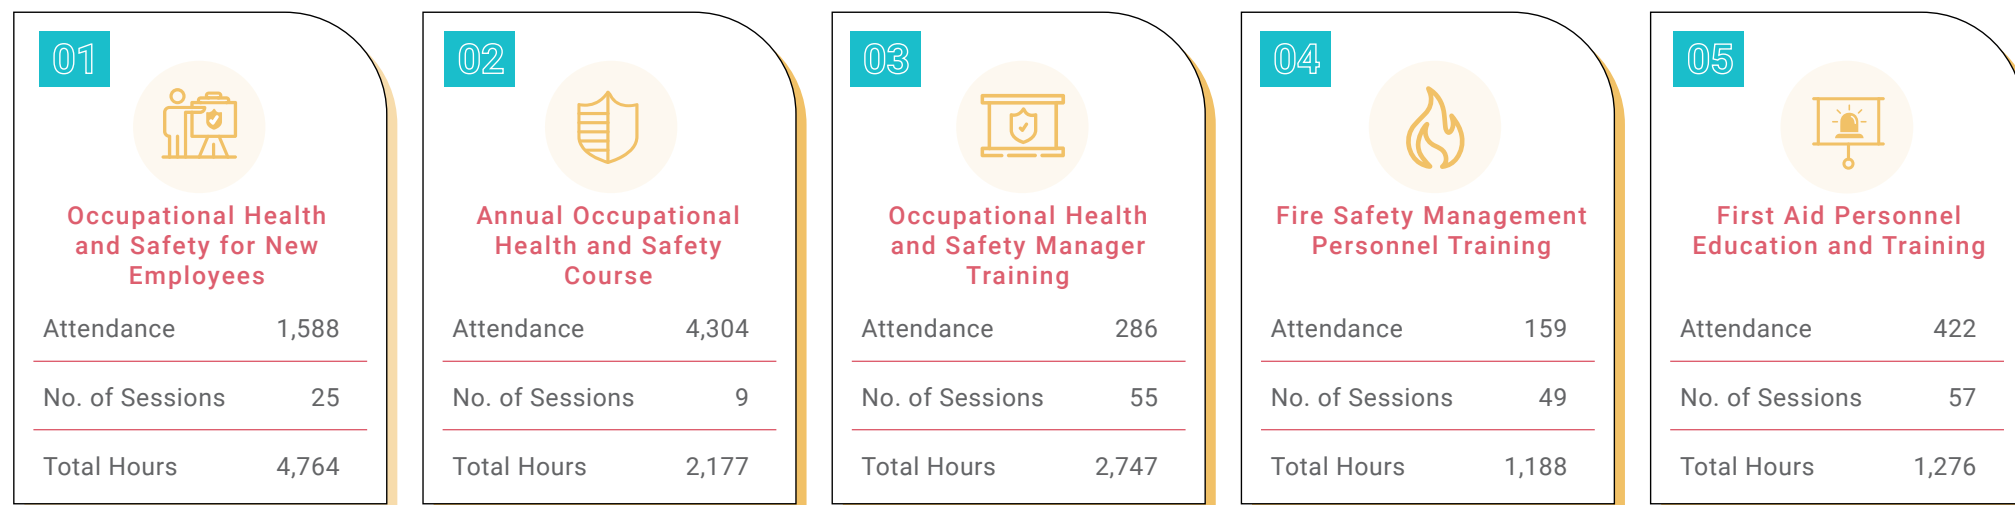 01
Occupational Health
and Safety for New
Employees
Attendance 1,588
No. of Sessions 25
Total Hours 4,764
02
Annual Occupational
Health and Safety
Course
Attendance 4,304
No. of Sessions 9
Total Hours 2,177
03
Occupational Health
and Safety Manager
Training
Attendance 286
No. of Sessions 55
Total Hours 2,747
04
Fire Safety Management
Personnel Training
Attendance 159
No. of Sessions 49
Total Hours 1,188
05
First Aid Personnel
Education and Training
Attendance 422
No. of Sessions 57
Total Hours 1,276